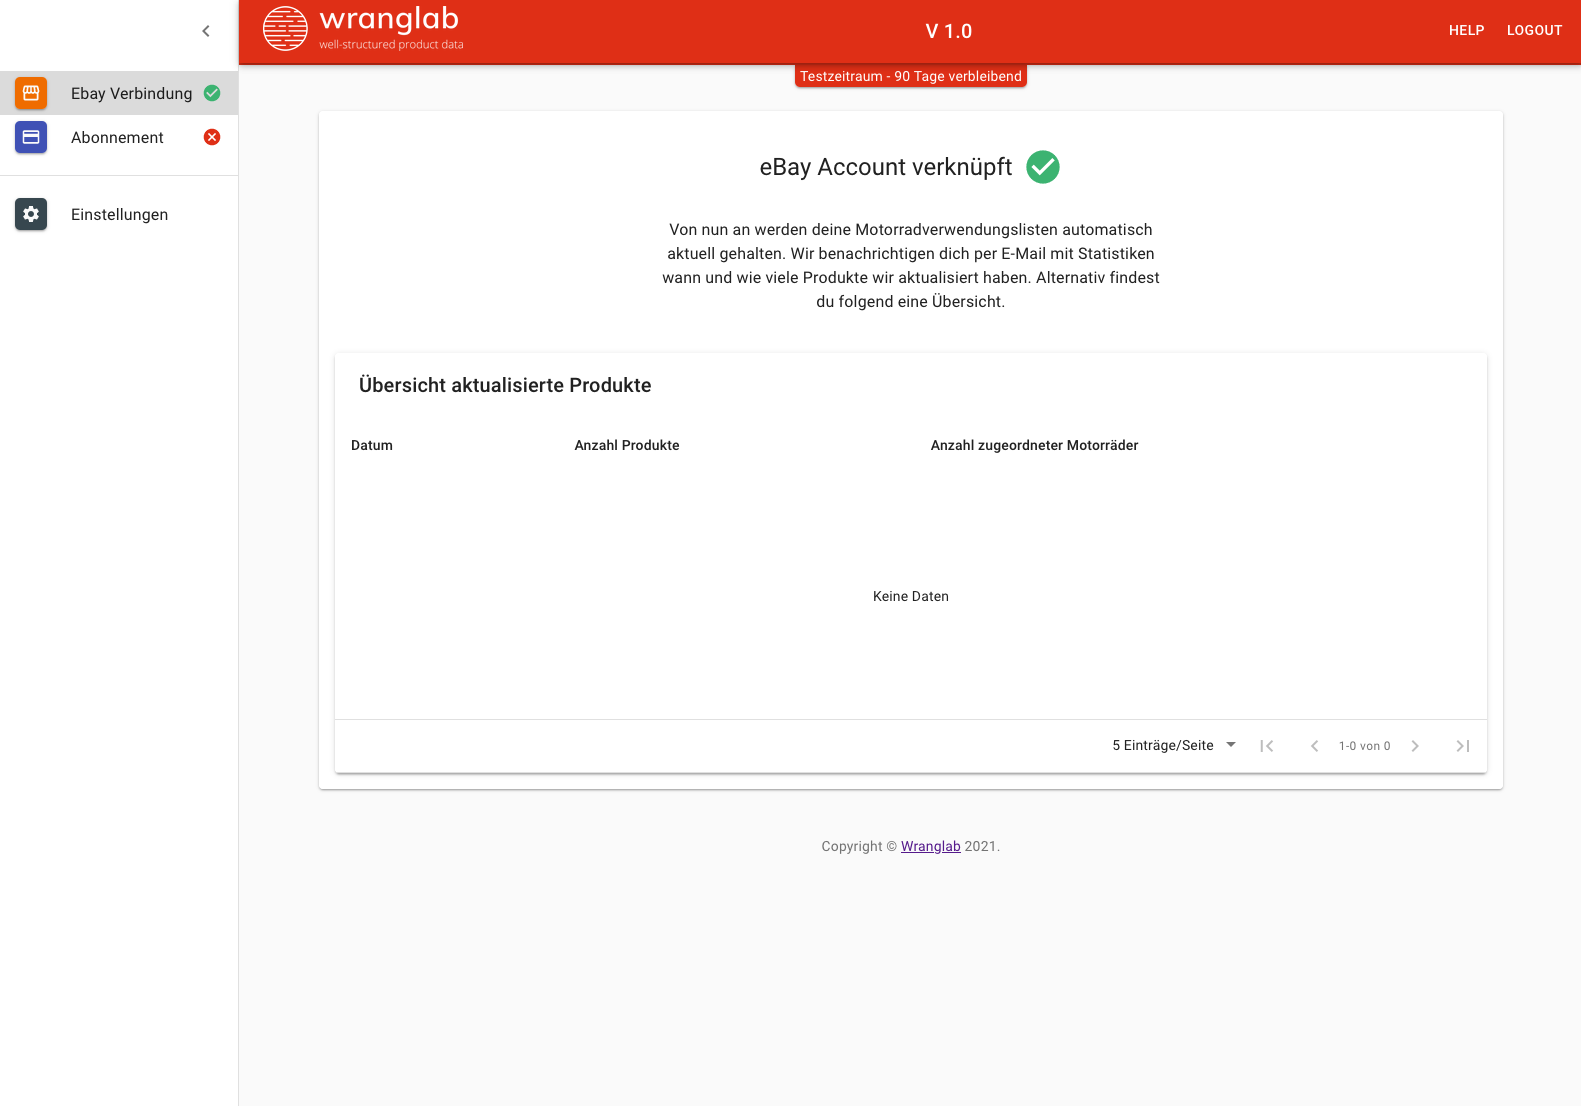 wranglab
well-structured product data
V 1.0
HELP
LOGOUT
Testzeitraum - 90 Tage verbleibend
Ebay Verbindung
Abonnement
Einstellungen
eBay Account verknüpft
Von nun an werden deine Motorradverwendungslisten automatisch
aktuell gehalten. Wir benachrichtigen dich per E-Mail mit Statistiken
wann und wie viele Produkte wir aktualisiert haben. Alternativ findest
du folgend eine Übersicht.
Übersicht aktualisierte Produkte
Datum
Anzahl Produkte
Anzahl zugeordneter Motorräder
Keine Daten
5 Einträge/Seite
1-0 von 0
Copyright © Wranglab 2021.